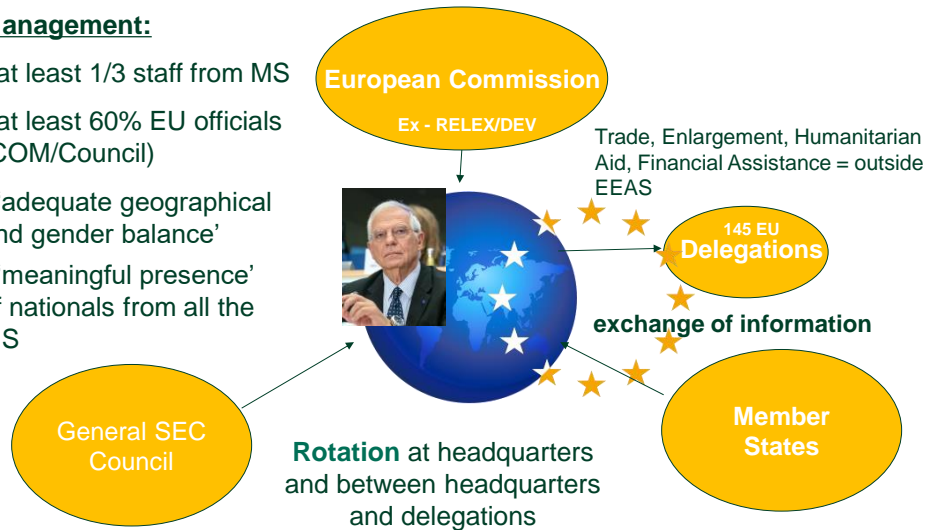 anagement:
at least 1/3 staff from MS
at least 60% EU officials
COM/Council)
adequate geographical
nd gender balance’
‘meaningful presence’
f nationals from all the
S
European Commission
Ex - RELEX/DEV
Trade, Enlargement, Humanitarian
Aid, Financial Assistance = outside
EEAS
145 EU
Delegations
exchange of information
General SEC
Council
Member
States
Rotation at headquarters
and between headquarters
and delegations